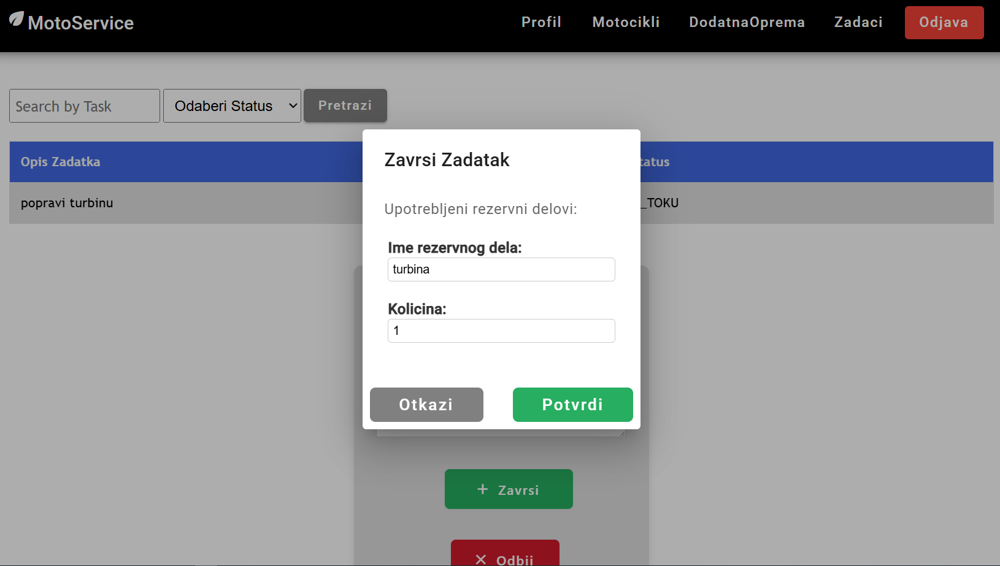 MotoService
Profil
Motocikli
DodatnaOprema
Zadaci
Odjava
Search by Task
Odaberi Status
Pretrazi
Opis Zadatka
tatus
popravi turbinu
_TOKU
Zavrsi Zadatak
Upotrebljeni rezervni delovi:
Ime rezervnog dela:
turbina
Kolicina:
1
Otkazi
Potvrdi
+ Zavrsi
Odbij